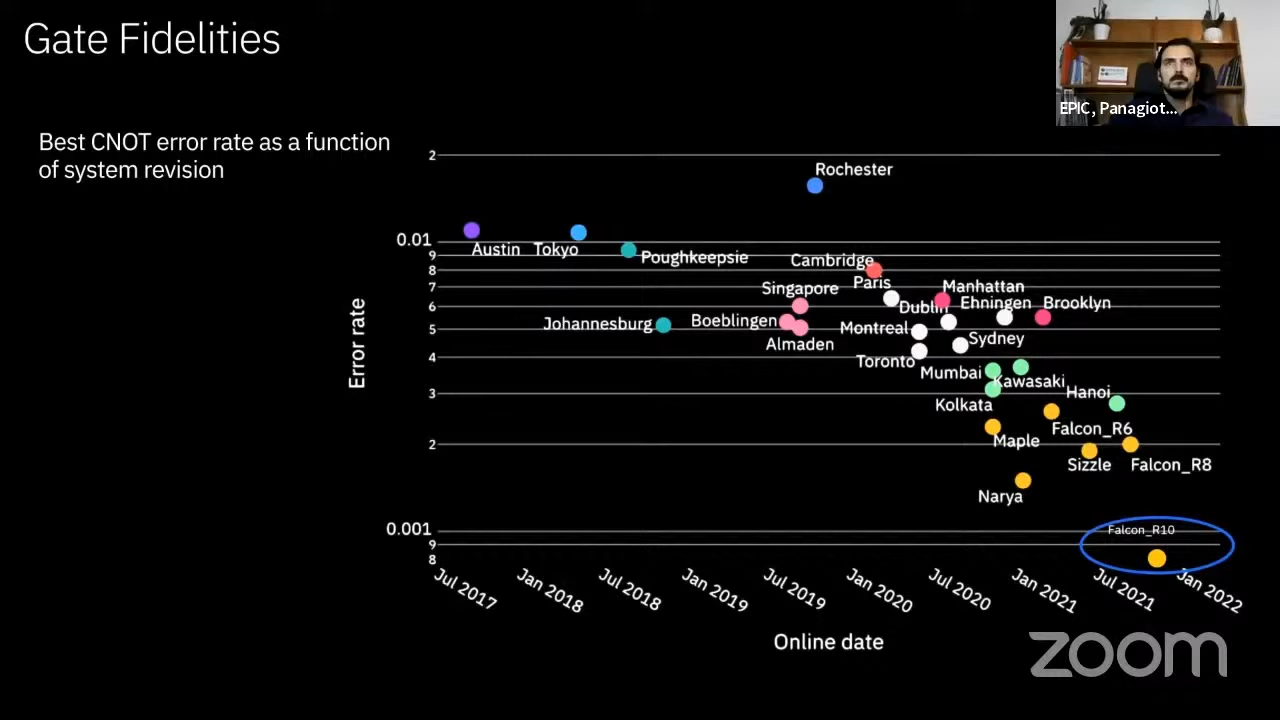 Gate Fidelities
EPIC, Panagiot...
Best CNOT error rate as a function
of system revision
2
Rochester
0.01
Austin
Tokyo
Poughkeepsie
9
Cambridge
8
Paris
7
Singapore
Manhattan
6
Dublin
Ehningen
Brooklyn
Johannesburg
Boeblingen
Montreal
5
Almaden
Sydney
4
Toronto
Mumbai
Kawasaki
3
Hanoi
Kolkata
Falcon_R6
Maple
2
Sizzle
Falcon_R8
Narya
0.001
Falcon_R10
9
8
Error rate
Jul 2017
Jan 2018
Jul 2018
Jan 2019
Jul 2019
Jan 2020
Jul 2020
Jan 2021
Jul 2021
Jan 2022
Online date
zoom